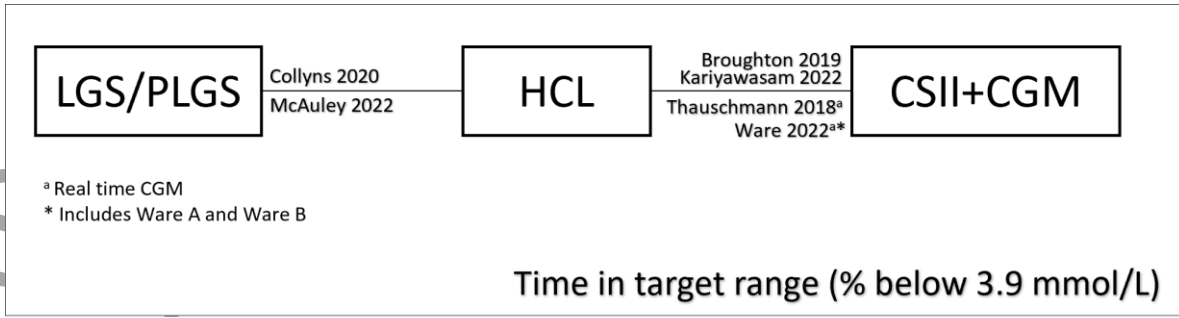 LGS/PLGS
Collyns 2020
McAuley 2022
HCL
Broughton 2019
Kariyawasam 2022
Thauschmann 2018ᵃ
Ware 2022ᵃ*
CSII+CGM
ᵃ Real time CGM
* Includes Ware A and Ware B
Time in target range (% below 3.9 mmol/L)